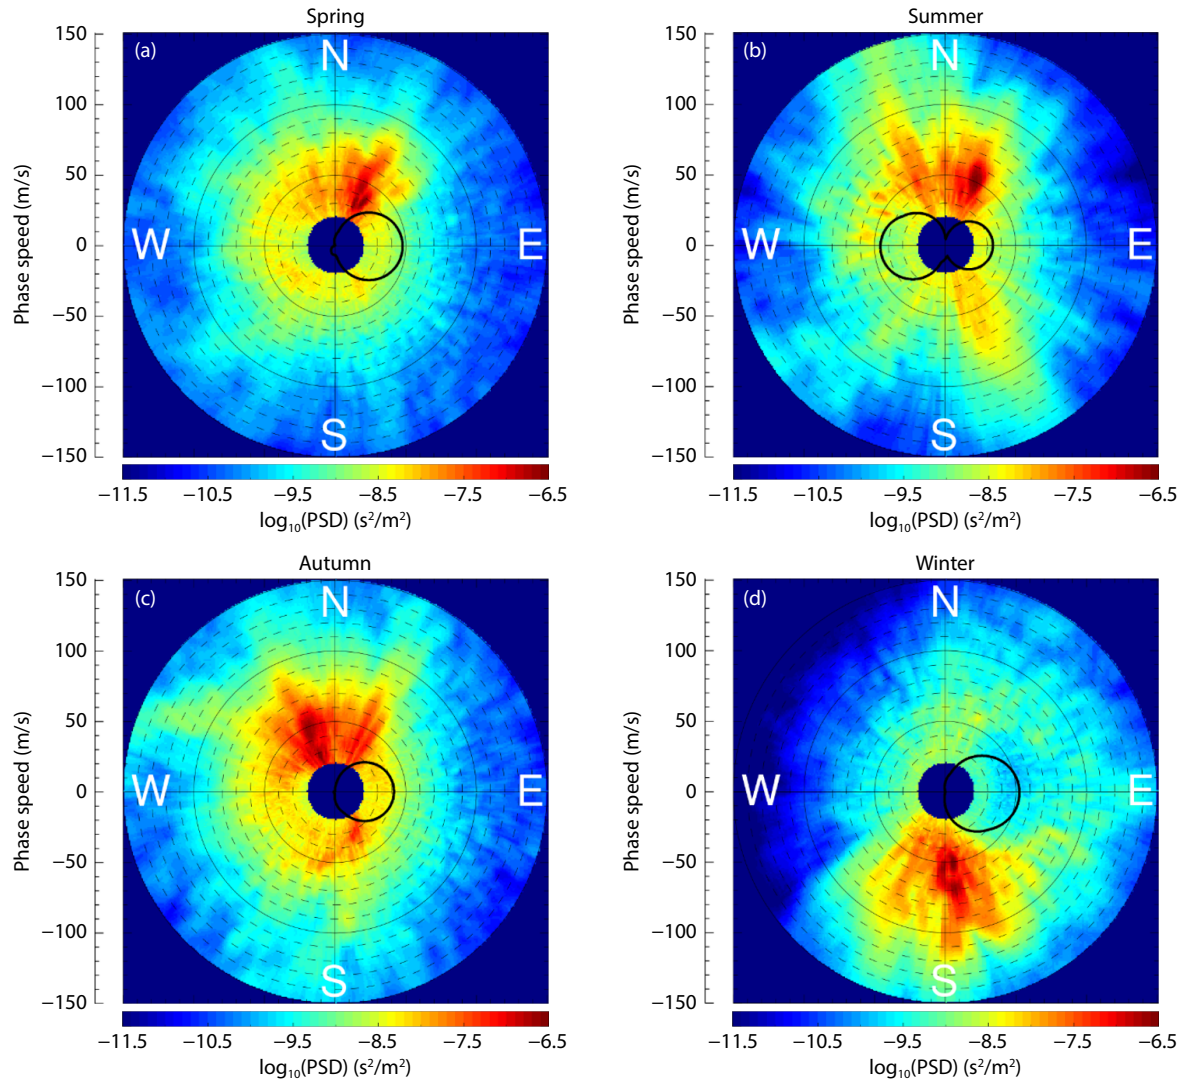 Spring
Summer
(a)
N
W
E
S
150
100
50
0
−50
−100
−150
Phase speed (m/s)
−11.5 −10.5 −9.5 −8.5 −7.5 −6.5
log₁₀(PSD) (s²/m²)
(b)
N
W
E
S
150
100
50
0
−50
−100
−150
Phase speed (m/s)
−11.5 −10.5 −9.5 −8.5 −7.5 −6.5
log₁₀(PSD) (s²/m²)
Autumn
Winter
(c)
N
W
E
S
150
100
50
0
−50
−100
−150
Phase speed (m/s)
−11.5 −10.5 −9.5 −8.5 −7.5 −6.5
log₁₀(PSD) (s²/m²)
(d)
N
W
E
S
150
100
50
0
−50
−100
−150
Phase speed (m/s)
−11.5 −10.5 −9.5 −8.5 −7.5 −6.5
log₁₀(PSD) (s²/m²)